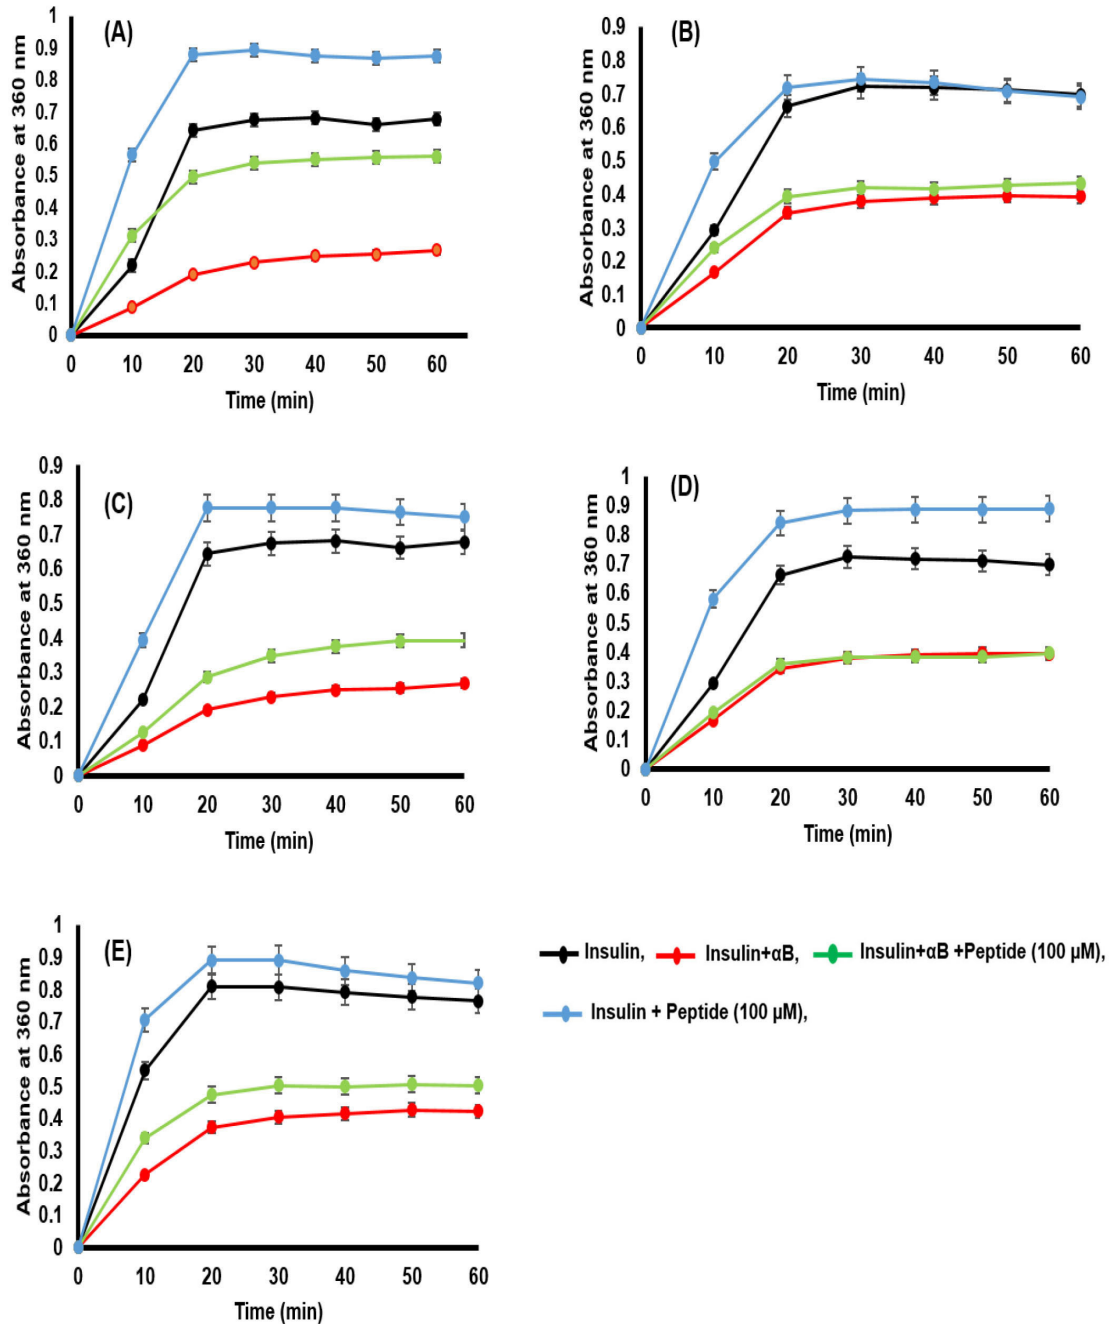 (A)
Absorbance at 360 nm
1
0.9
0.8
0.7
0.6
0.5
0.4
0.3
0.2
0.1
0
0 10 20 30 40 50 60
Time (min)
(B)
Absorbance at 360 nm
0.9
0.8
0.7
0.6
0.5
0.4
0.3
0.2
0.1
0
0 10 20 30 40 50 60
Time (min)
(C)
Absorbance at 360 nm
0.9
0.8
0.7
0.6
0.5
0.4
0.3
0.2
0.1
0
0 10 20 30 40 50 60
Time (min)
(D)
Absorbance at 360 nm
1
0.9
0.8
0.7
0.6
0.5
0.4
0.3
0.2
0.1
0
0 10 20 30 40 50 60
Time (min)
(E)
Absorbance at 360 nm
1
0.9
0.8
0.7
0.6
0.5
0.4
0.3
0.2
0.1
0
0 10 20 30 40 50 60
Time (min)
Insulin, Insulin+αB, Insulin+αB +Peptide (100 µM),
Insulin + Peptide (100 µM),